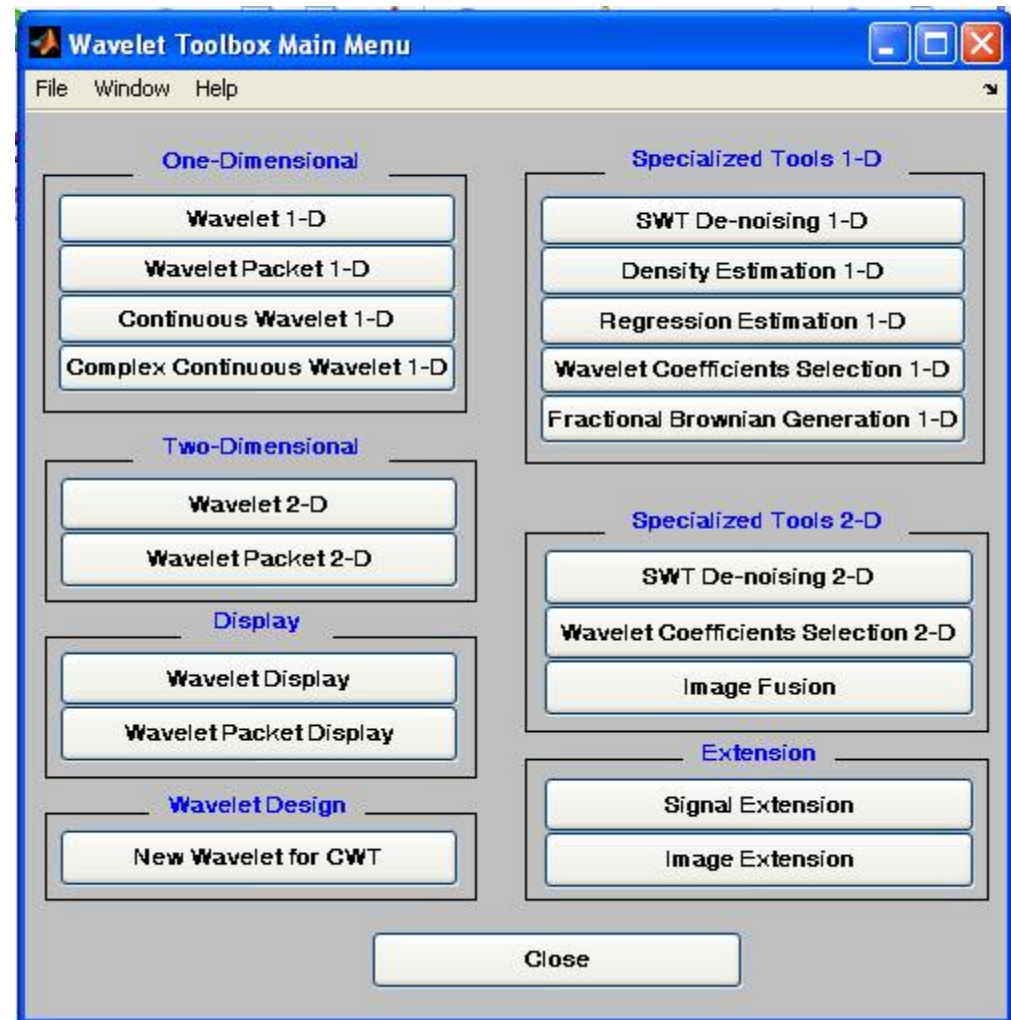 Wavelet Toolbox Main Menu
File Window Help
One-Dimensional
Wavelet 1-D
Wavelet Packet 1-D
Continuous Wavelet 1-D
Complex Continuous Wavelet 1-D
Two-Dimensional
Wavelet 2-D
Wavelet Packet 2-D
Display
Wavelet Display
Wavelet Packet Display
Wavelet Design
New Wavelet for CWT
Specialized Tools 1-D
SWT De-noising 1-D
Density Estimation 1-D
Regression Estimation 1-D
Wavelet Coefficients Selection 1-D
Fractional Brownian Generation 1-D
Specialized Tools 2-D
SWT De-noising 2-D
Wavelet Coefficients Selection 2-D
Image Fusion
Extension
Signal Extension
Image Extension
Close